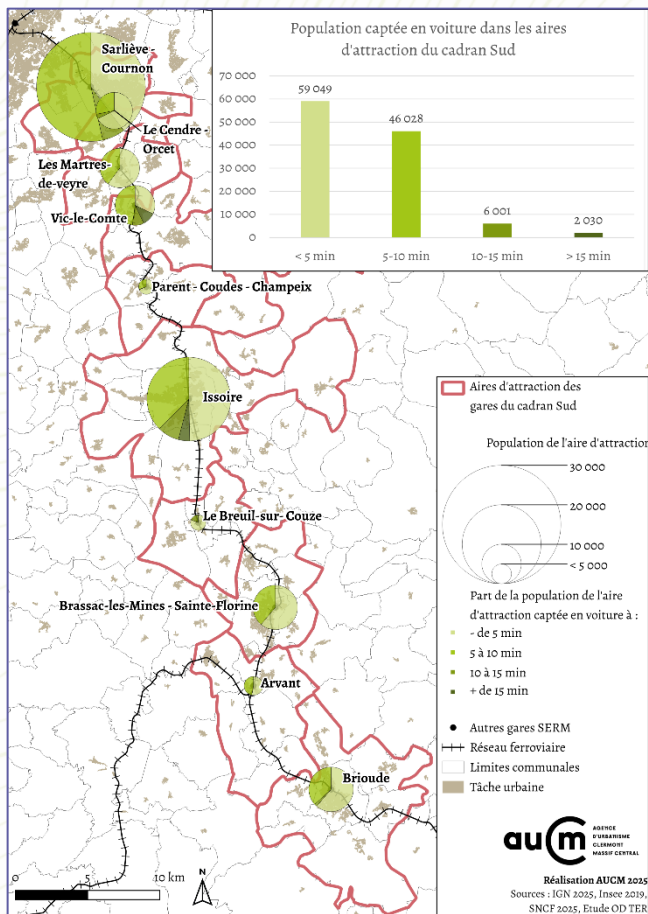 Population captée en voiture dans les aires
d'attraction du cadran Sud
70 000
60 000
50 000
40 000
30 000
20 000
10 000
0
59 049
46 028
6 001
2 030
< 5 min
5-10 min
10-15 min
> 15 min
Sarliève -
Cournon
Le Cendre -
Orcet
Les Martres-
de-veyre
Vic-le-Comte
Parent - Coudes - Champeix
Issoire
Le Breuil-sur-Couze
Brassac-les-Mines - Sainte-Florine
Arvant
Brioude
Aires d'attraction des
gares du cadran Sud
Population de l'aire d'attraction
30 000
20 000
10 000
< 5 000
Part de la population de l'aire
d'attraction captée en voiture à :
- de 5 min
5 à 10 min
10 à 15 min
+ de 15 min
Autres gares SERM
Réseau ferroviaire
Limites communales
Tâche urbaine
aucm
AGENCE
D'URBANISME
CLERMONT
MASSIF CENTRAL
Réalisation AUCM 2025
Sources : IGN 2025, Insee 2019,
SNCF 2025, Etude OD TER
0
10 km
N